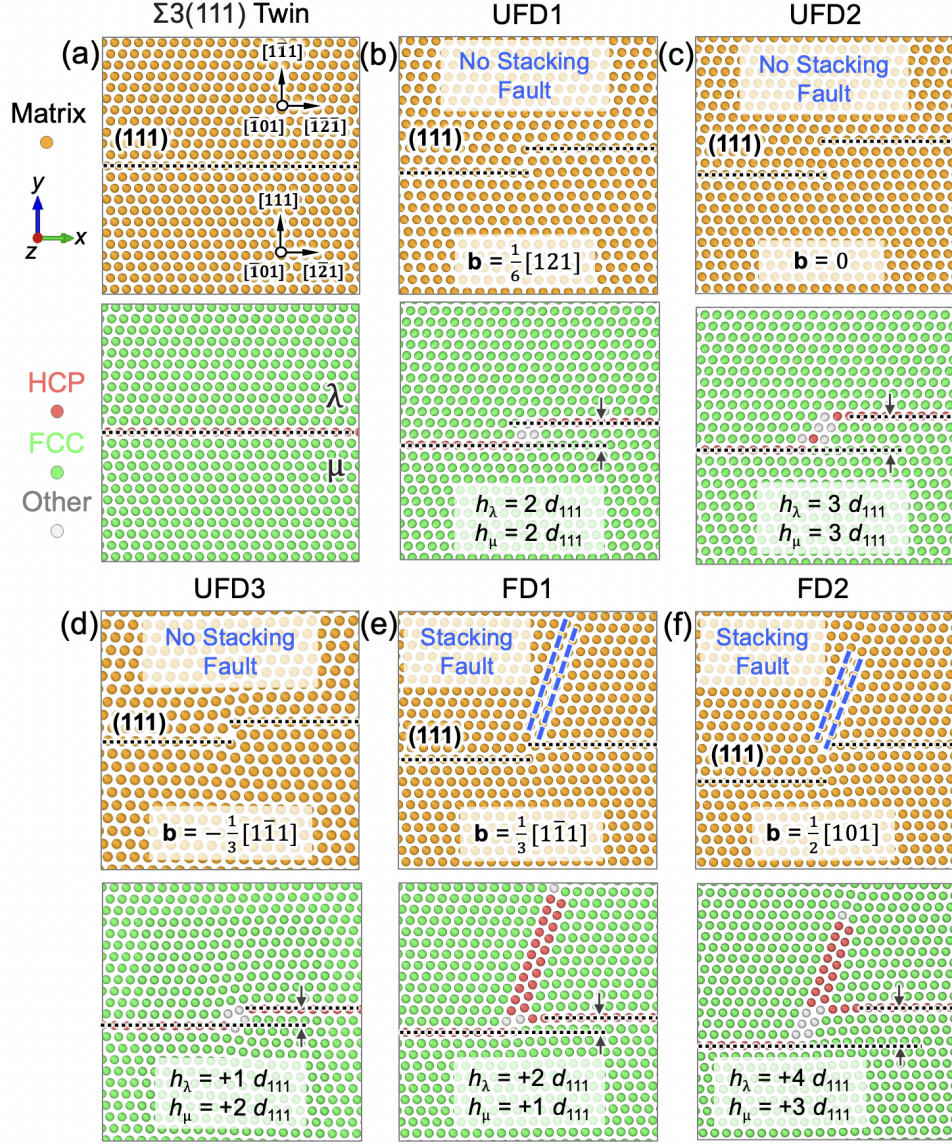 Σ3(111) Twin
UFD1
UFD2
(a)
(b)
(c)
Matrix
y
z
x
[11̄1]
[1̄01]
[1̄2̄1̄]
(111)
[111]
[1̄01]
[12̄1]
No Stacking
Fault
(111)
b = 1/6 [121]
No Stacking
Fault
(111)
b = 0
HCP
FCC
Other
λ
μ
hλ = 2 d111
hμ = 2 d111
hλ = 3 d111
hμ = 3 d111
UFD3
FD1
FD2
(d)
(e)
(f)
No Stacking
Fault
(111)
b = − 1/3 [11̄1]
Stacking
Fault
(111)
b = 1/3 [11̄1]
Stacking
Fault
(111)
b = 1/2 [101]
hλ = +1 d111
hμ = +2 d111
hλ = +2 d111
hμ = +1 d111
hλ = +4 d111
hμ = +3 d111